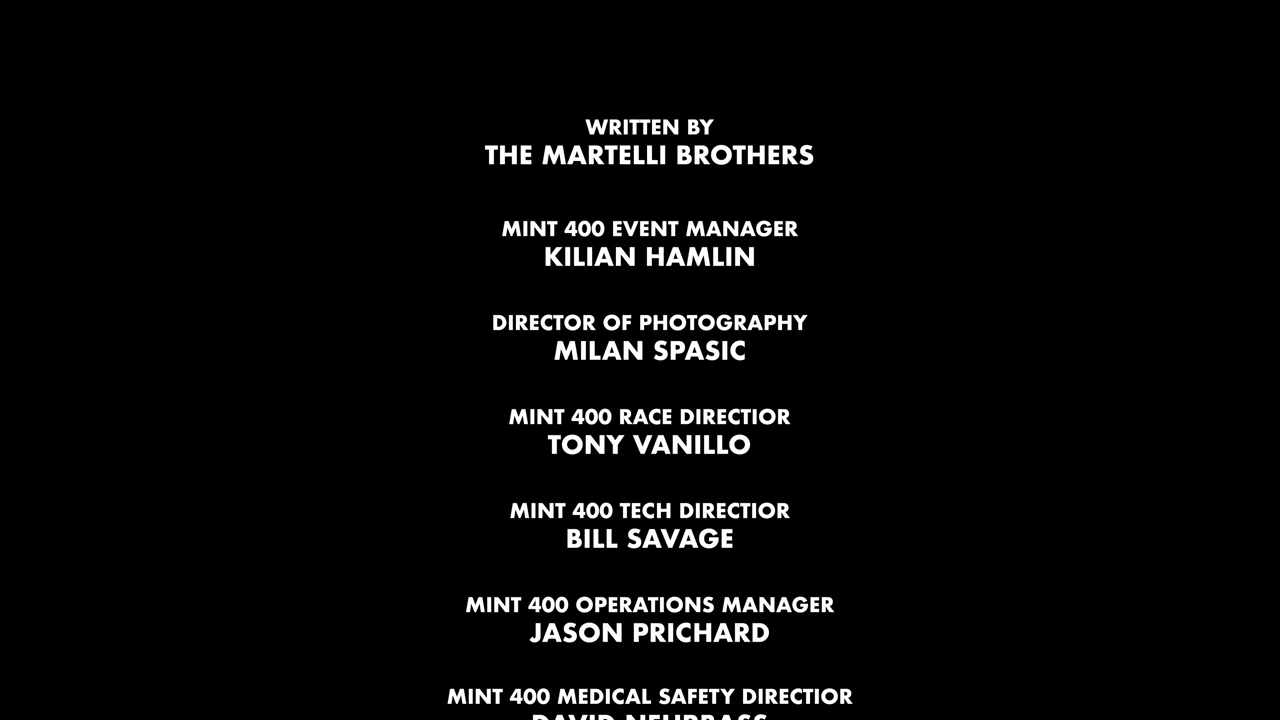 WRITTEN BY
THE MARTELLI BROTHERS
MINT 400 EVENT MANAGER
KILIAN HAMLIN
DIRECTOR OF PHOTOGRAPHY
MILAN SPASIC
MINT 400 RACE DIRECTIOR
TONY VANILLO
MINT 400 TECH DIRECTIOR
BILL SAVAGE
MINT 400 OPERATIONS MANAGER
JASON PRICHARD
MINT 400 MEDICAL SAFETY DIRECTIOR
DAVID